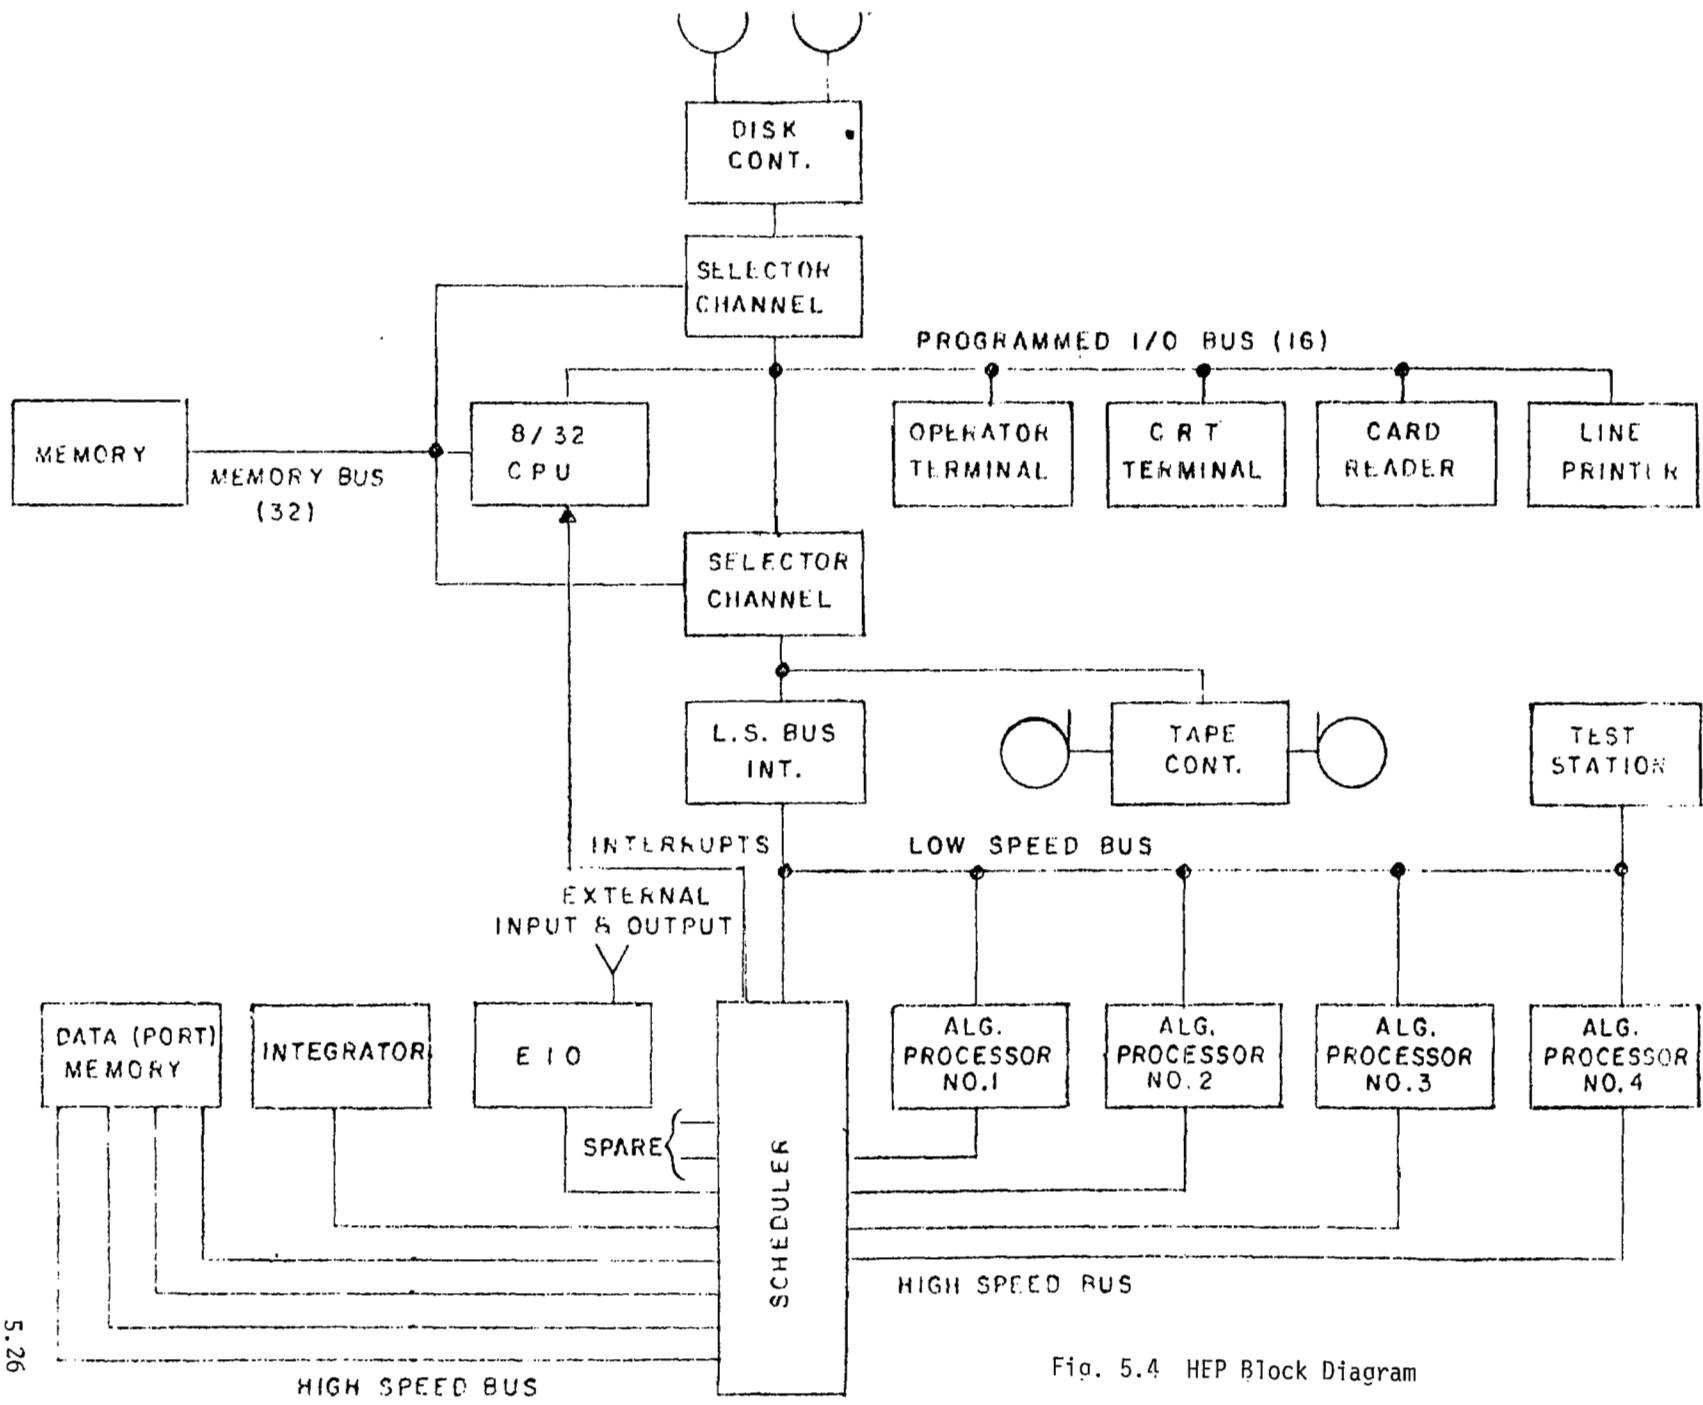 DISK
CONT.
SELECTOR
CHANNEL
PROGRAMMED I/O BUS (16)
MEMORY
MEMORY BUS
(32)
8/32
CPU
OPERATOR
TERMINAL
CRT
TERMINAL
CARD
READER
LINE
PRINTER
SELECTOR
CHANNEL
L.S. BUS
INT.
TAPE
CONT.
TEST
STATION
INTERRUPTS
LOW SPEED BUS
EXTERNAL
INPUT & OUTPUT
DATA (PORT)
MEMORY
INTEGRATOR
EIO
SPARE
SCHEDULER
ALG.
PROCESSOR
NO.1
ALG.
PROCESSOR
NO.2
ALG.
PROCESSOR
NO.3
ALG.
PROCESSOR
NO.4
HIGH SPEED BUS
HIGH SPEED BUS
Fig. 5.4 HEP Block Diagram
5.26